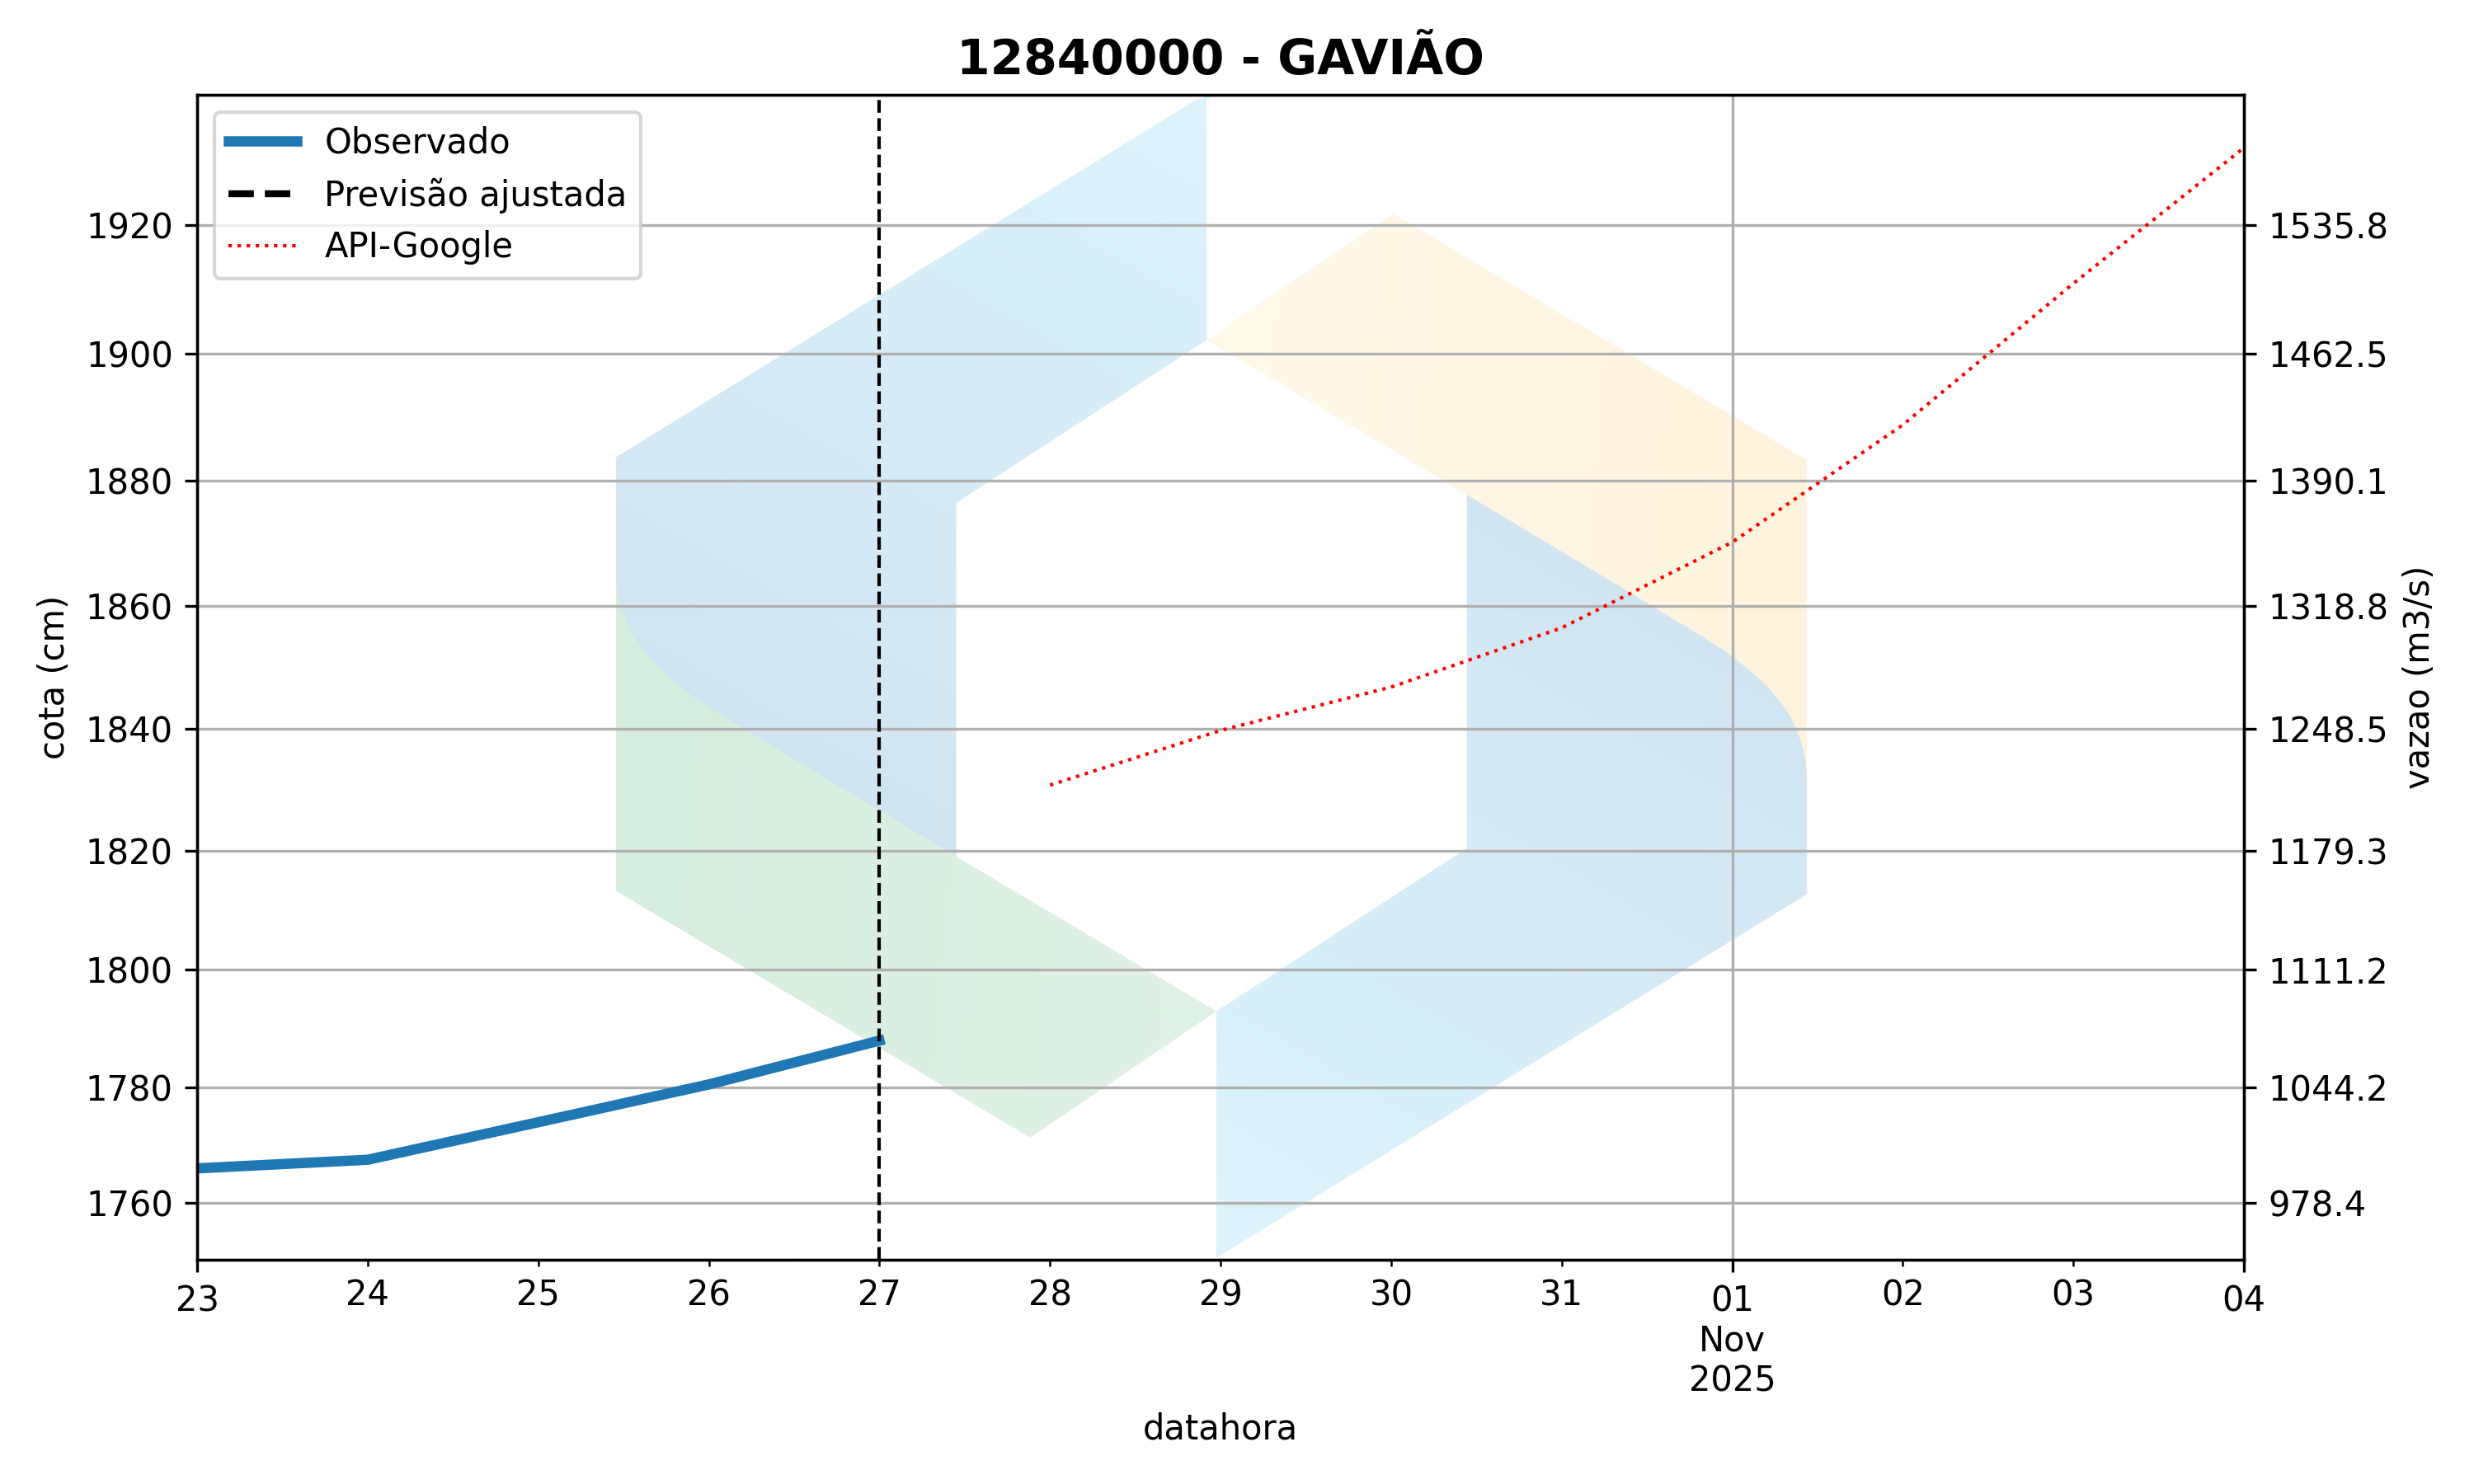 12840000 - GAVIÃO
Observado
Previsão ajustada
API-Google
cota (cm)
1920
1900
1880
1860
1840
1820
1800
1780
1760
1535.8
1462.5
1390.1
1318.8
1248.5
1179.3
1111.2
1044.2
978.4
vazao (m3/s)
23 24 25 26 27 28 29 30 31 01 02 03 04
Nov
2025
datahora